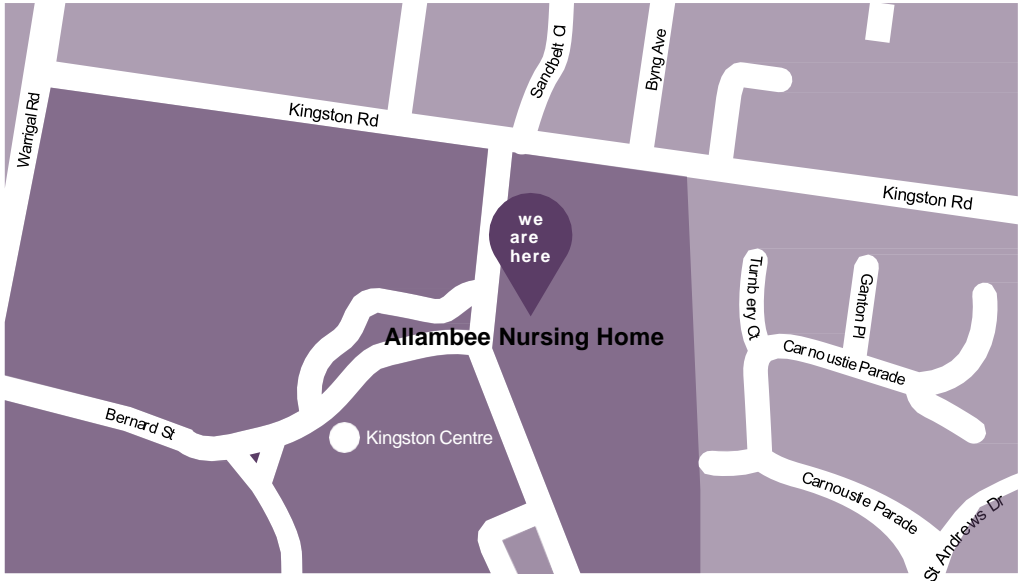 Sandbelt Cl
Byng Ave
Warrigal Rd
Kingston Rd
Kingston Rd
we
are
here
Turnbery Ct
Ganton Pl
Allambee Nursing Home
Carnoustie Parade
Bernard St
Kingston Centre
Carnoustie Parade
St Andrews Dr